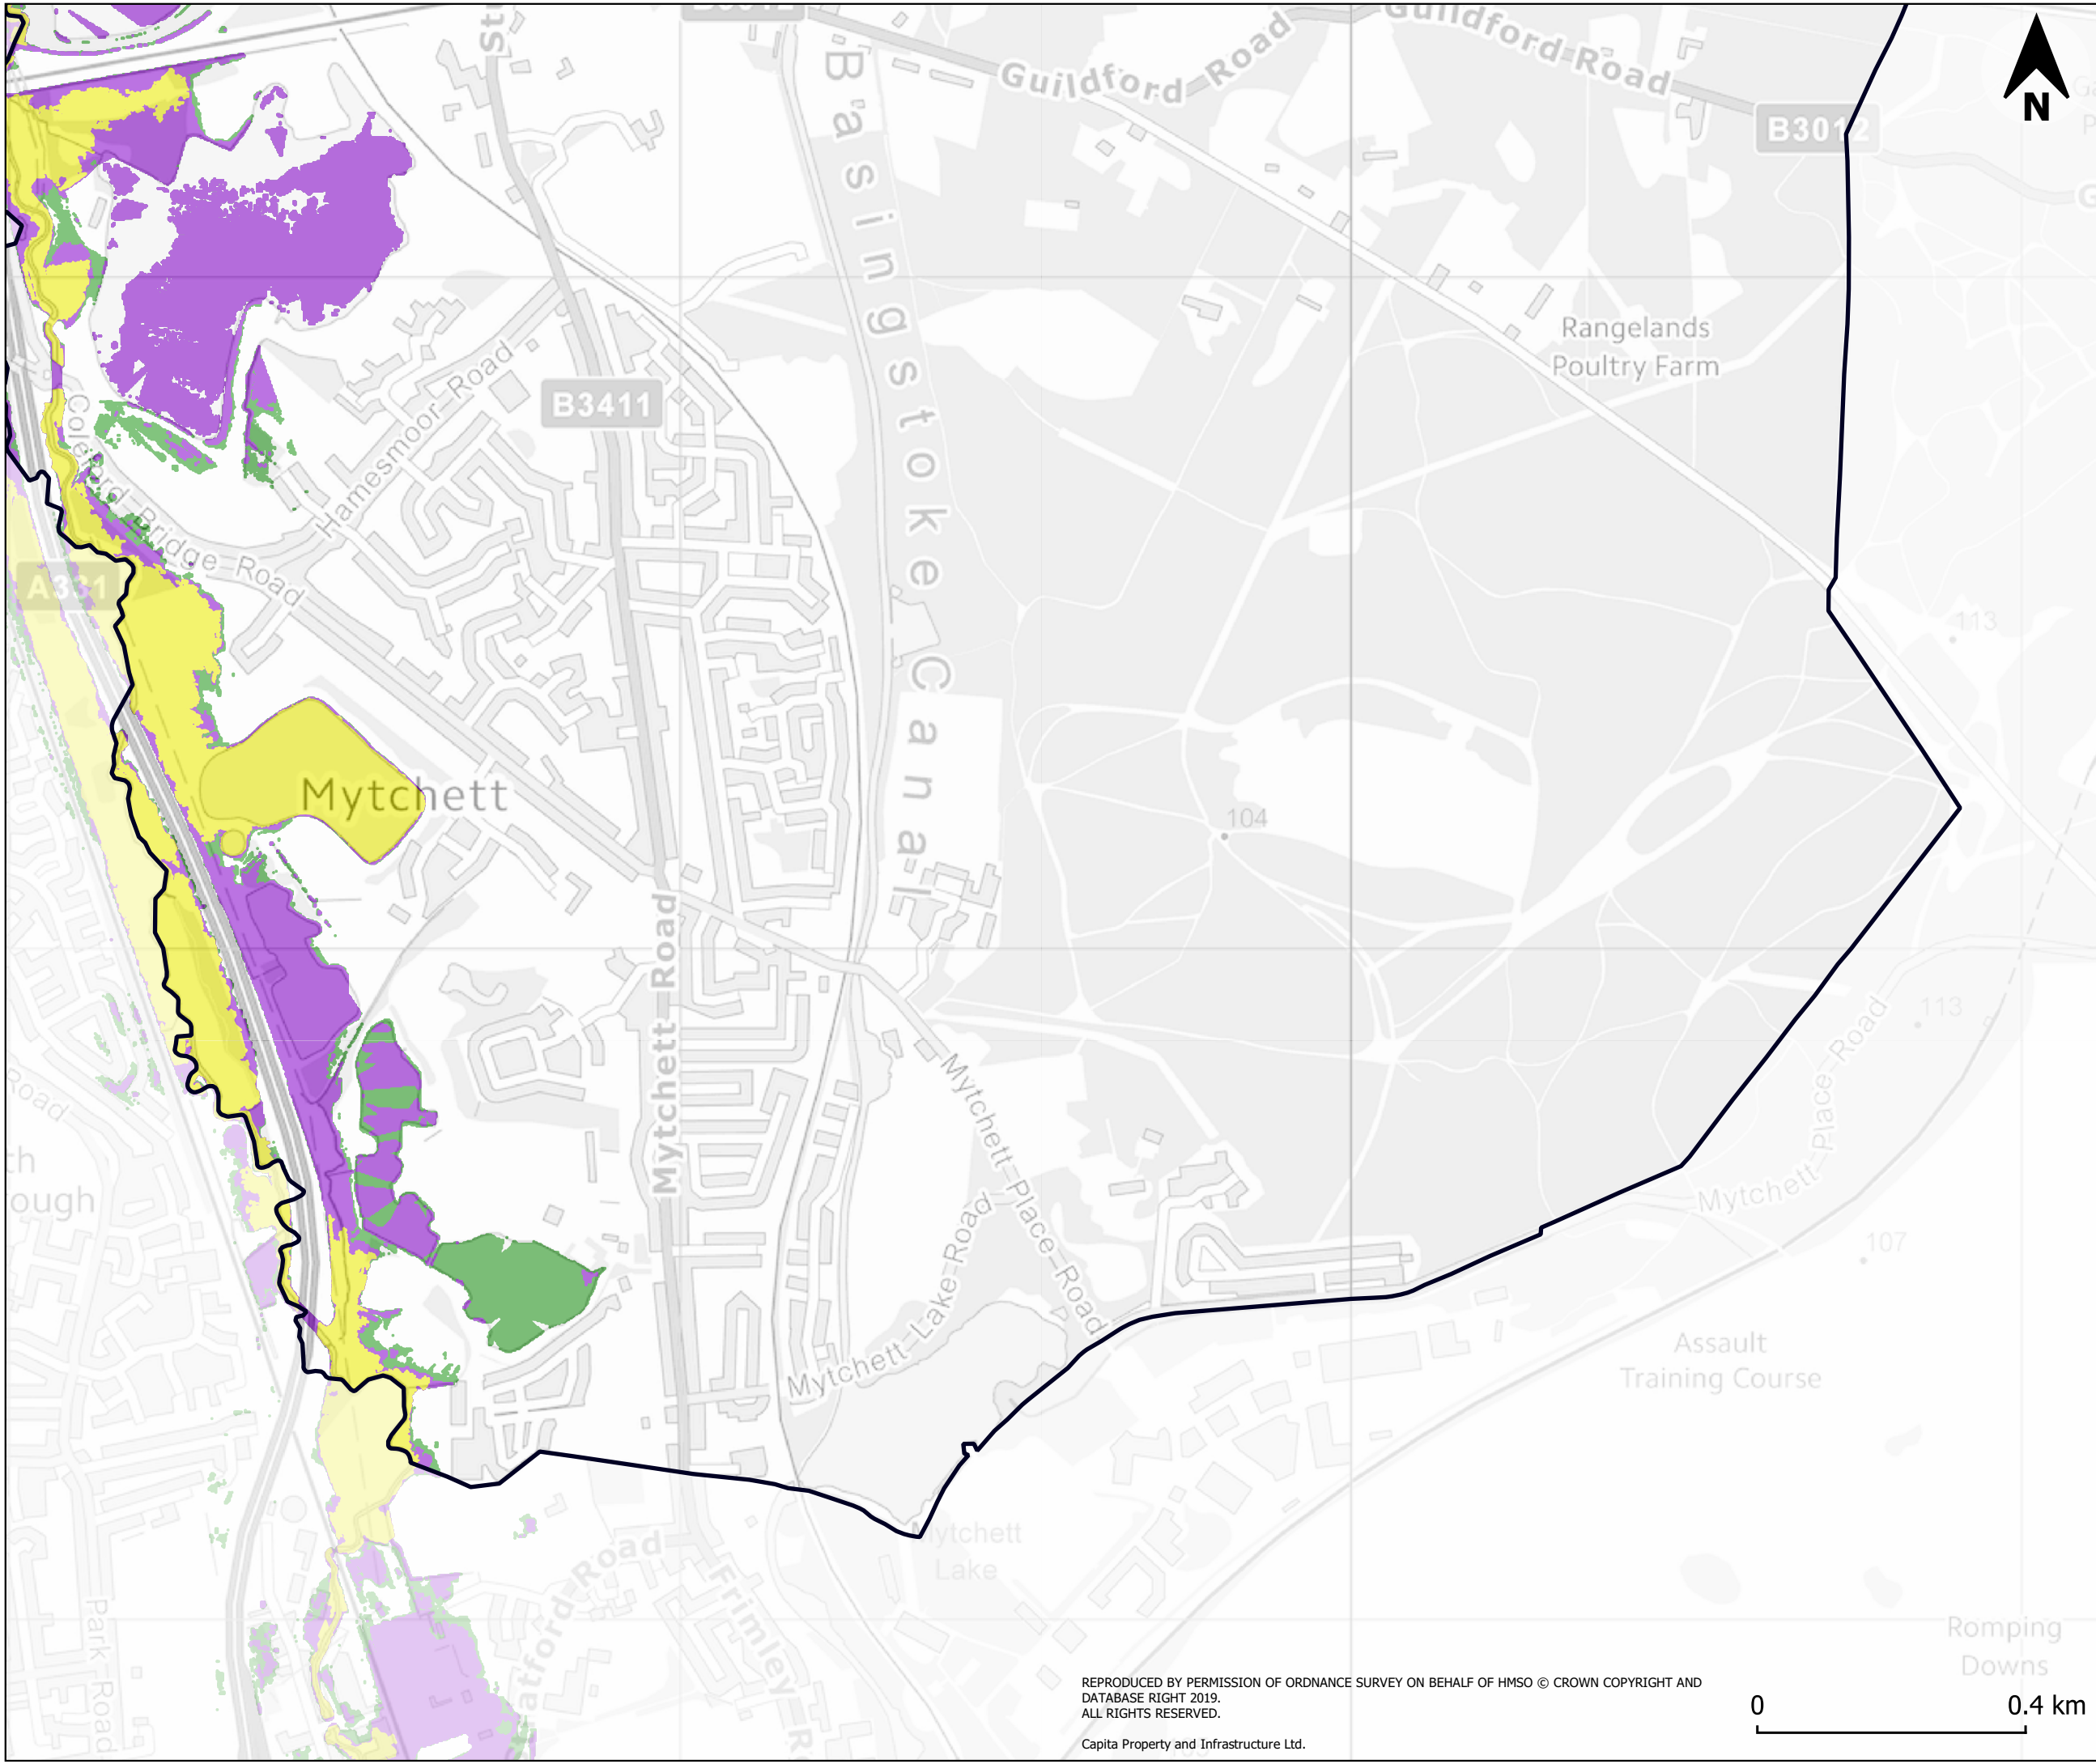 Guildford Road
Guildford Road
B3012
N
Basingstoke Canal
Rangelands
Poultry Farm
B3411
Hamesmoor Road
Coleford Bridge Road
A331
113
Mytchett
104
Mytchett Road
113
Mytchett Place Road
Mytchett Place Road
Mytchett Place Road
Mytchett Lake Road
Road
ough
107
Assault
Training Course
Mytchett
Lake
Park Road
Frimley
Romping
Downs
REPRODUCED BY PERMISSION OF ORDNANCE SURVEY ON BEHALF OF HMSO © CROWN COPYRIGHT AND
DATABASE RIGHT 2019.
ALL RIGHTS RESERVED.
Capita Property and Infrastructure Ltd.
0 0.4 km